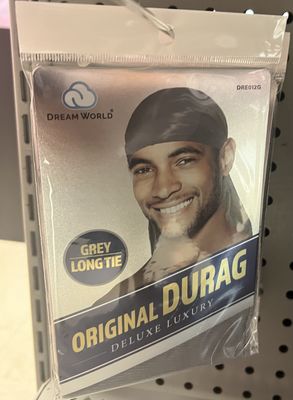 DRE012G
DREAM WORLD®
GREY
LONG TIE
ORIGINAL DURAG
DELUXE LUXURY